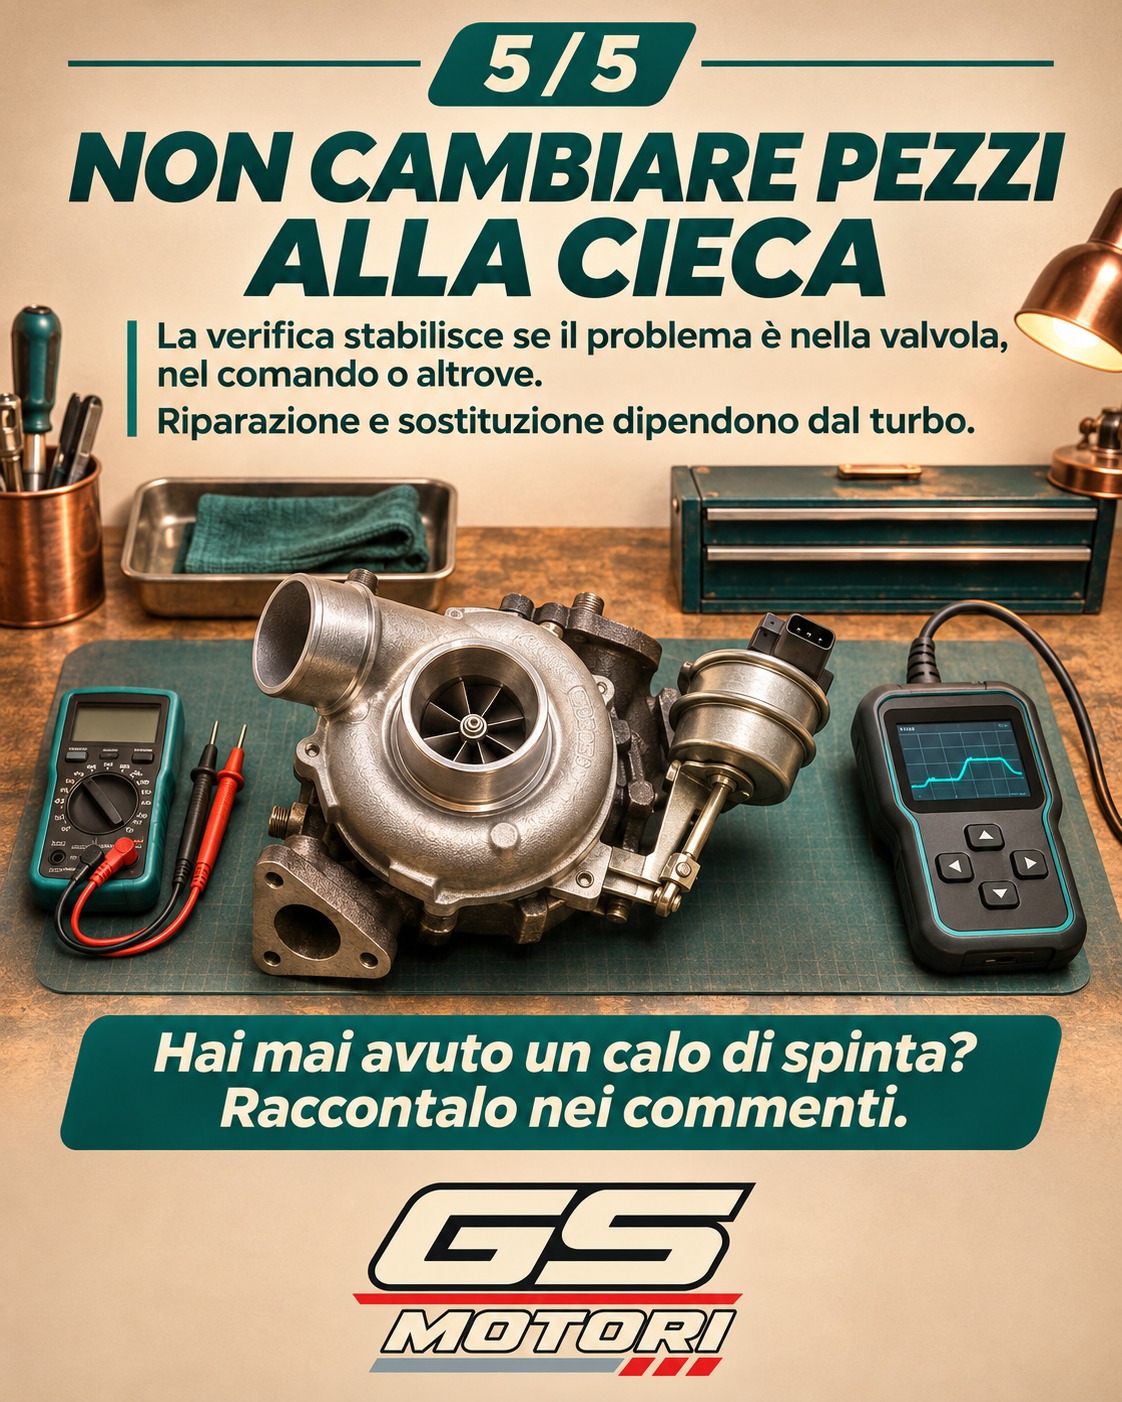 5/5
NON CAMBIARE PEZZI
ALLA CIECA
La verifica stabilisce se il problema è nella valvola,
nel comando o altrove.
Riparazione e sostituzione dipendono dal turbo.
Hai mai avuto un calo di spinta?
Raccontalo nei commenti.
GS
MOTORI